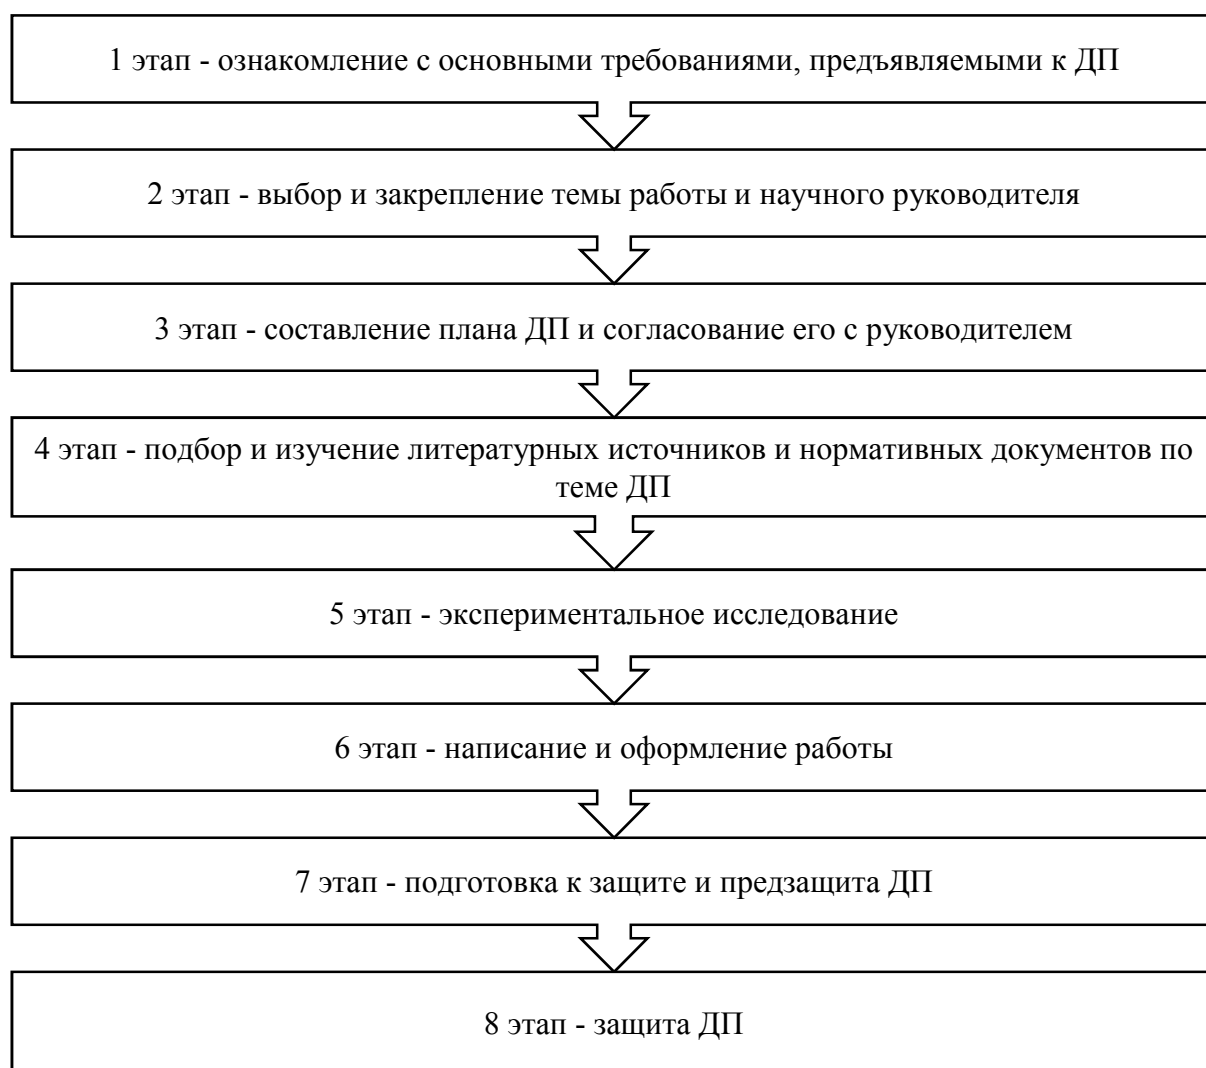 1 этап - ознакомление с основными требованиями, предъявляемыми к ДП
2 этап - выбор и закрепление темы работы и научного руководителя
3 этап - составление плана ДП и согласование его с руководителем
4 этап - подбор и изучение литературных источников и нормативных документов по
теме ДП
5 этап - экспериментальное исследование
6 этап - написание и оформление работы
7 этап - подготовка к защите и предзащита ДП
8 этап - защита ДП